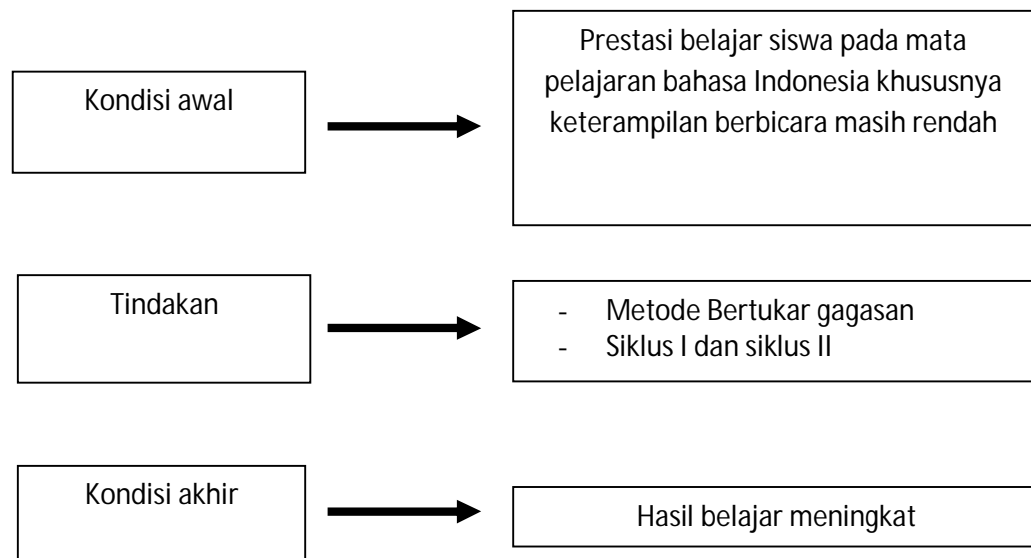 Kondisi awal
Prestasi belajar siswa pada mata
pelajaran bahasa Indonesia khususnya
keterampilan berbicara masih rendah
Tindakan
- Metode Bertukar gagasan
- Siklus I dan siklus II
Kondisi akhir
Hasil belajar meningkat